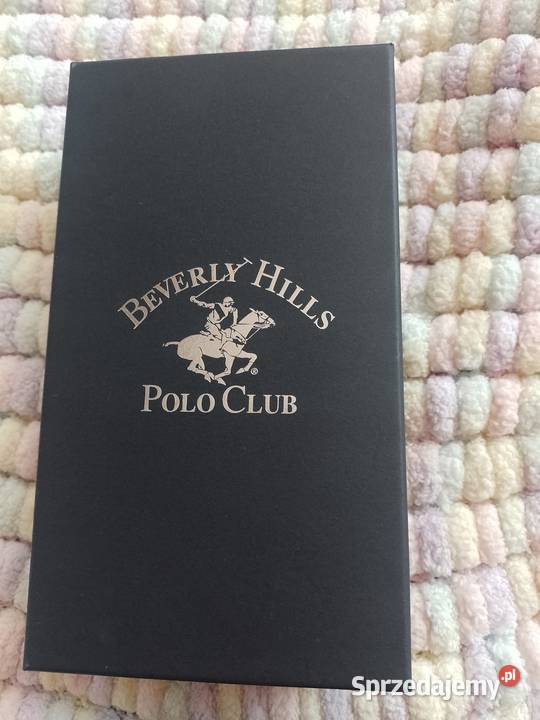 BEVERLY HILLS
®
POLO CLUB
Sprzedajemy.pl